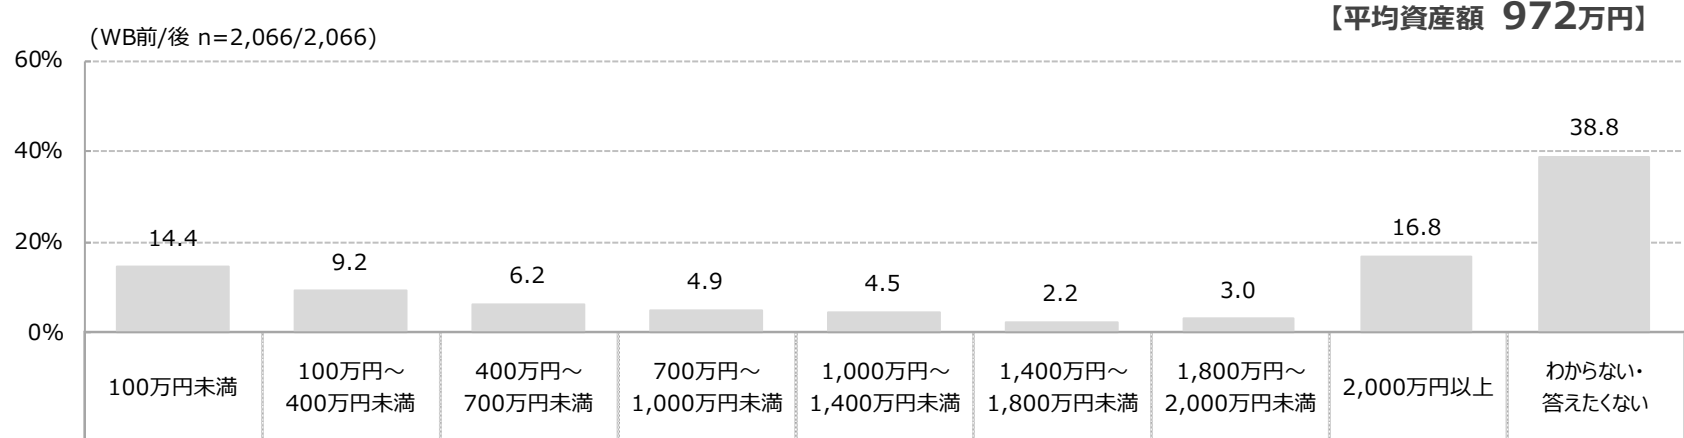 【平均資産額 972万円】
(WB前/後 n=2,066/2,066)
60%
40%
20%
0%
14.4
9.2
6.2
4.9
4.5
2.2
3.0
16.8
38.8
100万円未満
100万円～
400万円未満
400万円～
700万円未満
700万円～
1,000万円未満
1,000万円～
1,400万円未満
1,400万円～
1,800万円未満
1,800万円～
2,000万円未満
2,000万円以上
わからない・
答えたくない